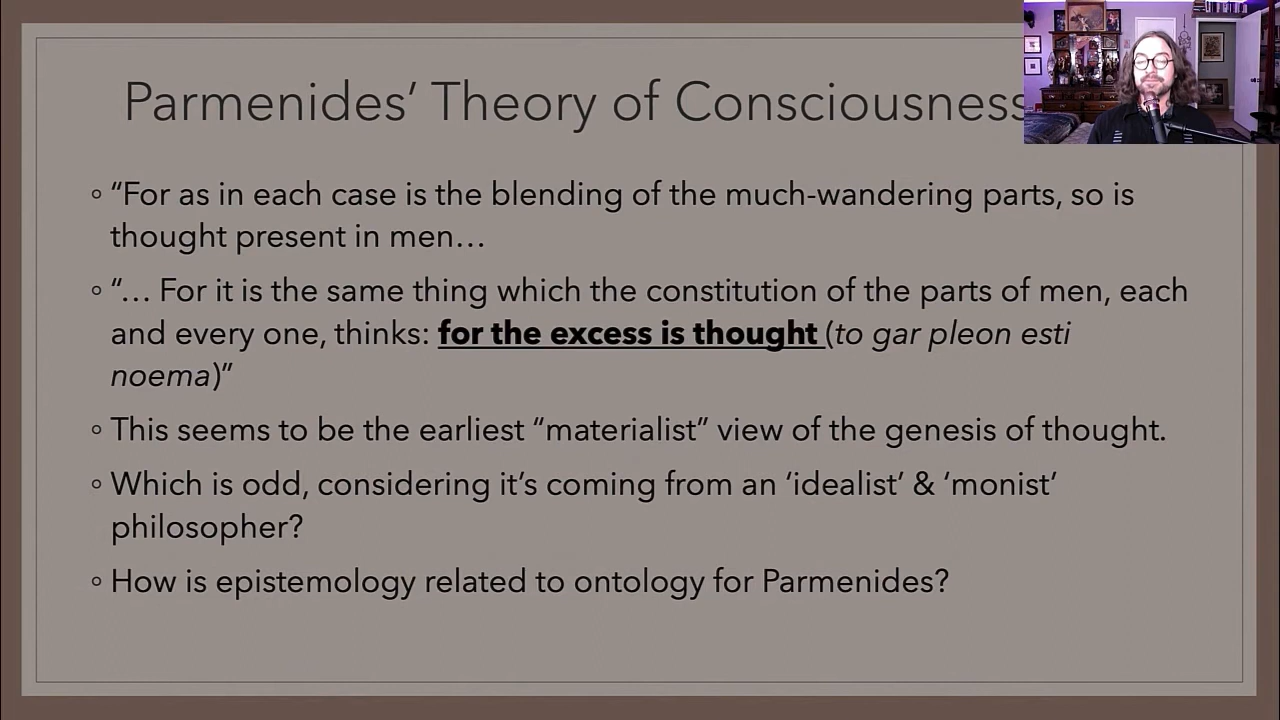 Parmenides’ Theory of Consciousness
◦ “For as in each case is the blending of the much-wandering parts, so is
thought present in men…
◦ “… For it is the same thing which the constitution of the parts of men, each
and every one, thinks: for the excess is thought (to gar pleon esti
noema)”
◦ This seems to be the earliest “materialist” view of the genesis of thought.
◦ Which is odd, considering it’s coming from an ‘idealist’ & ‘monist’
philosopher?
◦ How is epistemology related to ontology for Parmenides?